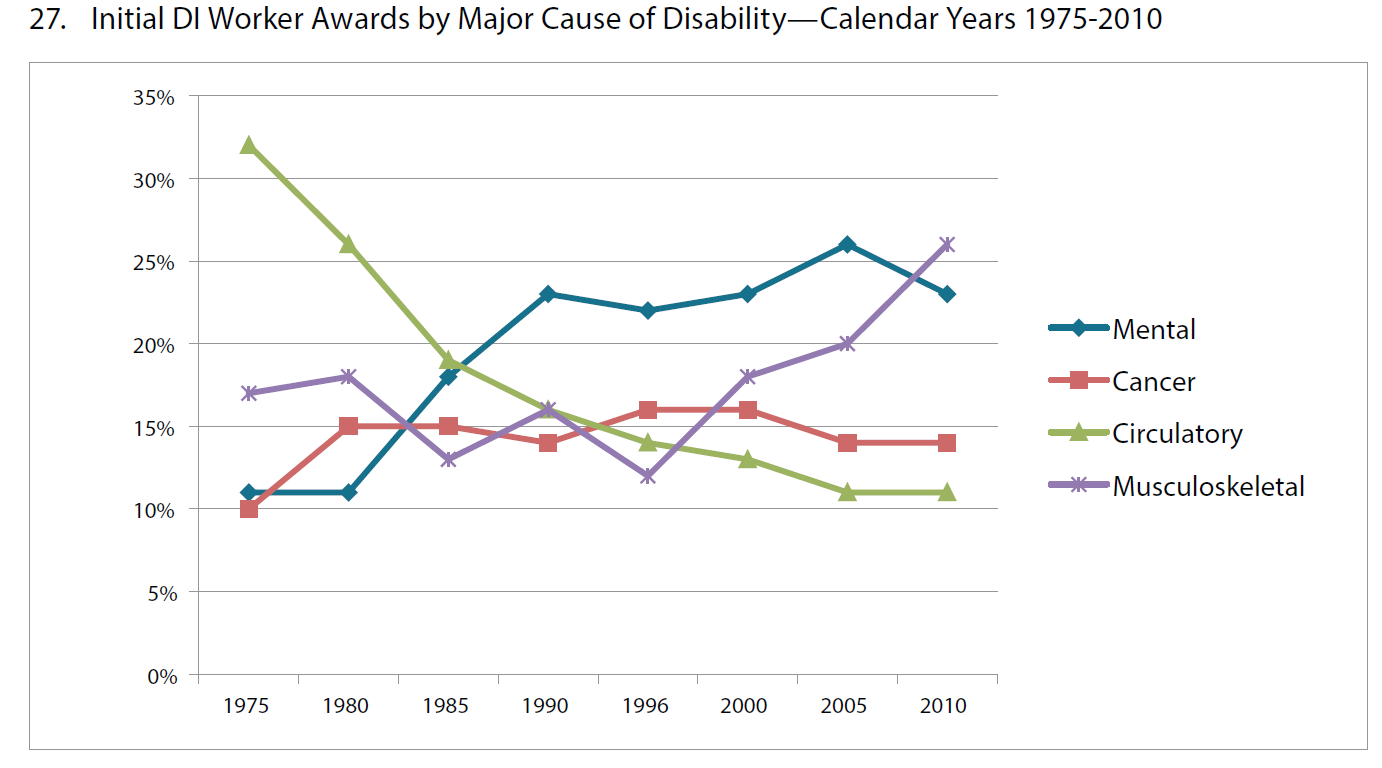 27. Initial DI Worker Awards by Major Cause of Disability—Calendar Years 1975-2010
35%
30%
25%
20%
15%
10%
5%
0%
1975 1980 1985 1990 1996 2000 2005 2010
Mental
Cancer
Circulatory
Musculoskeletal